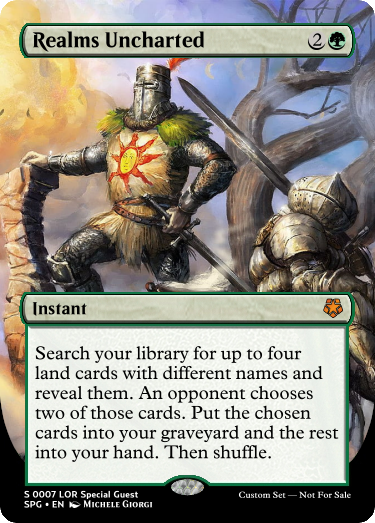 Realms Uncharted 2
Instant
Search your library for up to four
land cards with different names and
reveal them. An opponent chooses
two of those cards. Put the chosen
cards into your graveyard and the rest
into your hand. Then shuffle.
S 0007 LOR Special Guest
SPG • EN Michele Giorgi
Custom Set — Not For Sale